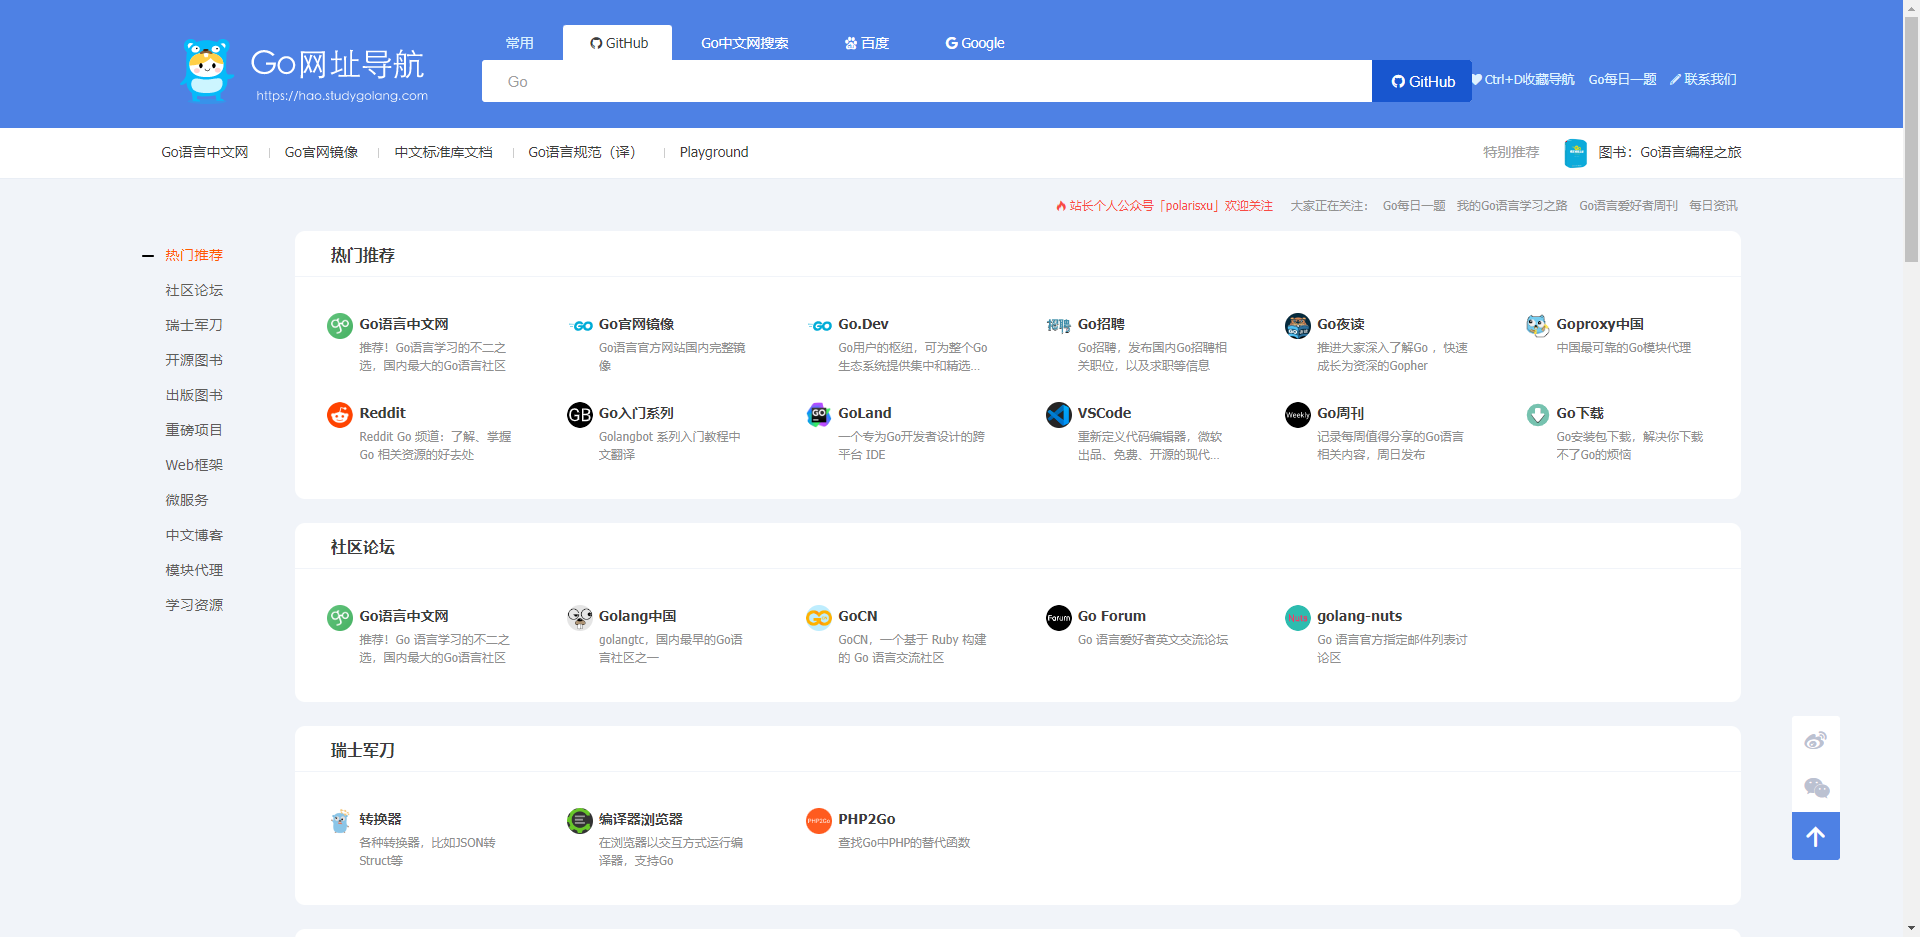 Go网址导航
https://hao.studygolang.com
常用
GitHub
Go中文网搜索
百度
Google
Go
GitHub
Ctrl+D收藏导航
Go每日一题
联系我们
Go语言中文网
Go官网镜像
中文标准库文档
Go语言规范（译）
Playground
特别推荐
图书：Go语言编程之旅
站长个人公众号「polarisxu」欢迎关注
大家正在关注：
Go每日一题
我的Go语言学习之路
Go语言爱好者周刊
每日资讯
热门推荐
社区论坛
瑞士军刀
开源图书
出版图书
重磅项目
Web框架
微服务
中文博客
模块代理
学习资源
热门推荐
Go语言中文网
推荐！Go语言学习的不二之
选，国内最大的Go语言社区
Go官网镜像
Go语言官方网站国内完整镜
像
Go.Dev
Go用户的枢纽，可为整个Go
生态系统提供集中和精选...
招聘
Go招聘
Go招聘，发布国内Go招聘相
关职位，以及求职等信息
Go夜读
推进大家深入了解Go ，快速
成长为资深的Gopher
Goproxy中国
中国最可靠的Go模块代理
Reddit
Reddit Go 频道：了解、掌握
Go 相关资源的好去处
GB
Go入门系列
Golangbot 系列入门教程中
文翻译
GO
GoLand
一个专为Go开发者设计的跨
平台 IDE
VSCode
重新定义代码编辑器，微软
出品、免费、开源的现代...
Weekly
Go周刊
记录每周值得分享的Go语言
相关内容，周日发布
Go下载
Go安装包下载，解决你下载
不了Go的烦恼
社区论坛
Go语言中文网
推荐！Go 语言学习的不二之
选，国内最大的Go语言社区
Golang中国
golangtc，国内最早的Go语
言社区之一
GoCN
GoCN，一个基于 Ruby 构建
的 Go 语言交流社区
Forum
Go Forum
Go 语言爱好者英文交流论坛
Nuts
golang-nuts
Go 语言官方指定邮件列表讨
论区
瑞士军刀
转换器
各种转换器，比如JSON转
Struct等
编译器浏览器
在浏览器以交互方式运行编
译器，支持Go
PHP2Go
PHP2Go
查找Go中PHP的替代函数